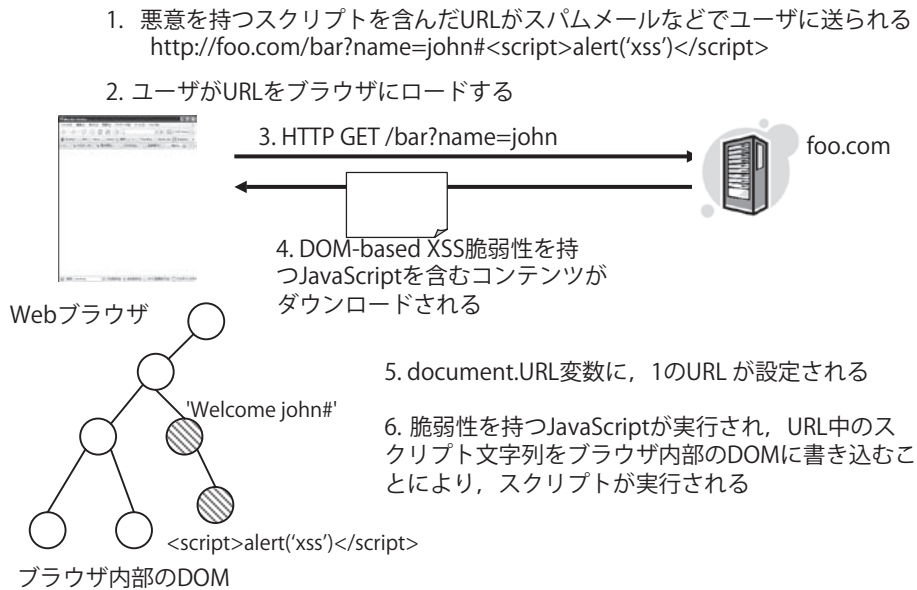 1. 悪意を持つスクリプトを含んだURLがスパムメールなどでユーザに送られる
http://foo.com/bar?name=john#<script>alert(‘xss’)</script>
2. ユーザがURLをブラウザにロードする
3. HTTP GET /bar?name=john
foo.com
4. DOM-based XSS脆弱性を持
つJavaScriptを含むコンテンツが
ダウンロードされる
Webブラウザ
5. document.URL変数に，1のURL が設定される
'Welcome john#'
6. 脆弱性を持つJavaScriptが実行され，URL中のス
クリプト文字列をブラウザ内部のDOMに書き込むこ
とにより，スクリプトが実行される
<script>alert(‘xss’)</script>
ブラウザ内部のDOM